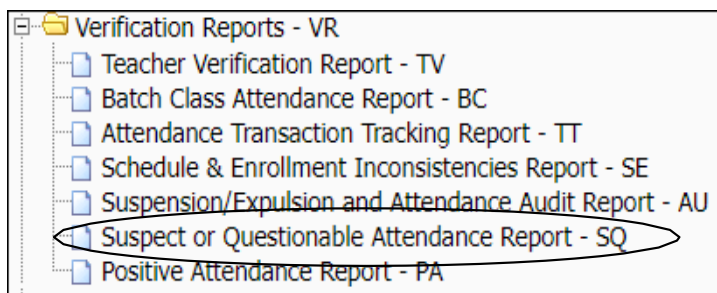 Verification Reports - VR
Teacher Verification Report - TV
Batch Class Attendance Report - BC
Attendance Transaction Tracking Report - TT
Schedule & Enrollment Inconsistencies Report - SE
Suspension/Expulsion and Attendance Audit Report - AU
Suspect or Questionable Attendance Report - SQ
Positive Attendance Report - PA